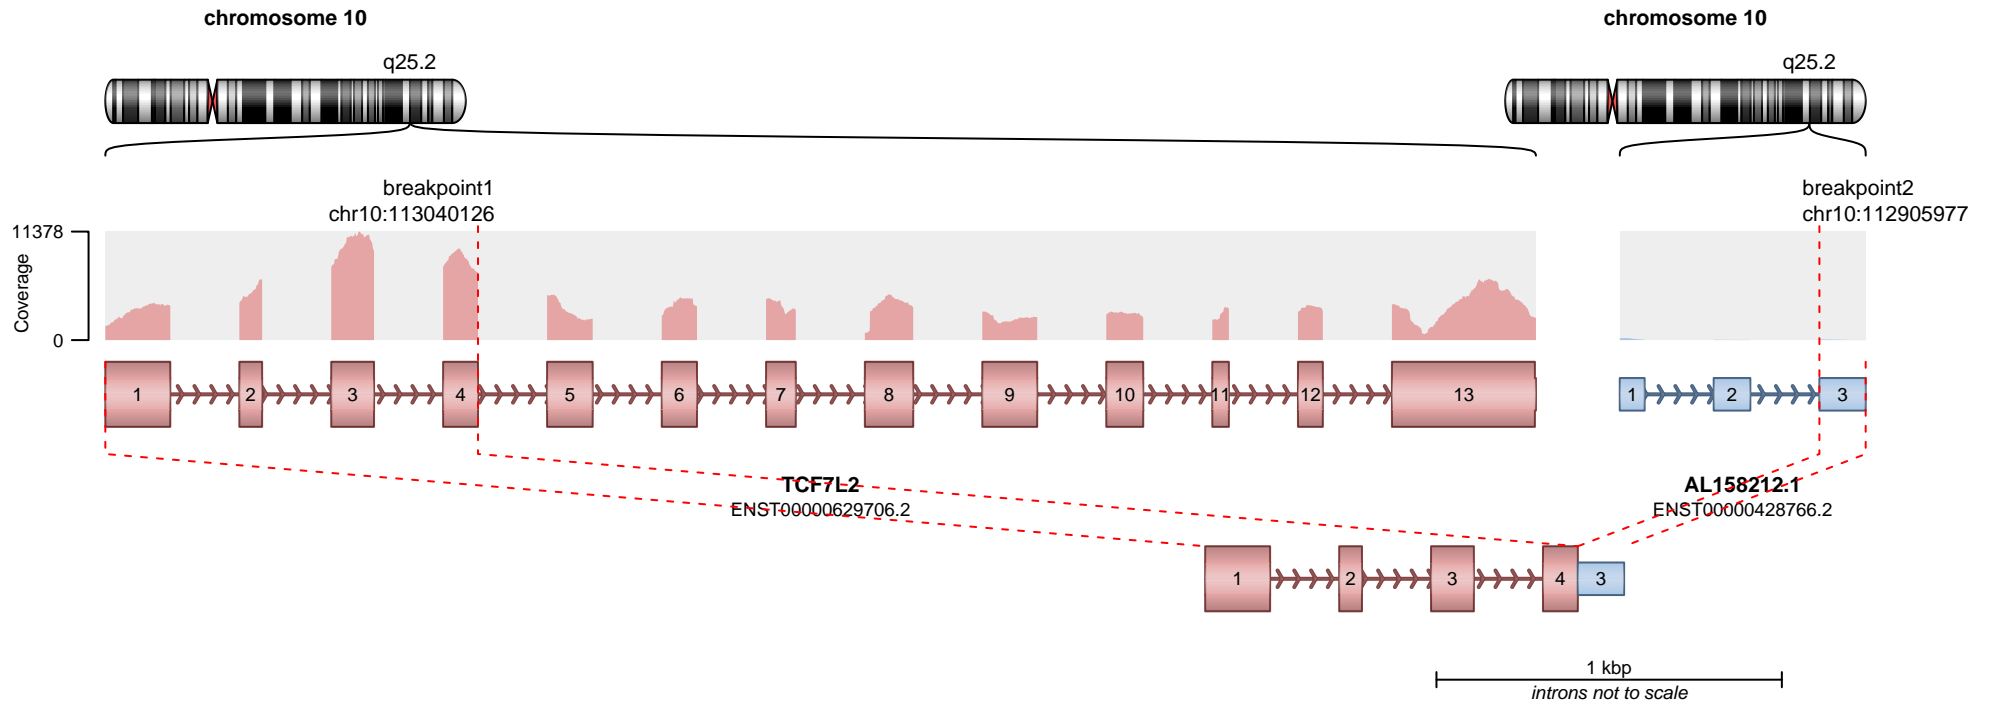 chromosome 10
chromosome 10
q25.2
q25.2
breakpoint1
chr10:113040126
breakpoint2
chr10:112905977
11378
Coverage
0
1 2 3 4 5 6 7 8 9 10 11 12 13
1 2 3
TCF7L2
ENST00000629706.2
AL158212.1
ENST00000428766.2
1 2 3 4 3
1 kbp
introns not to scale